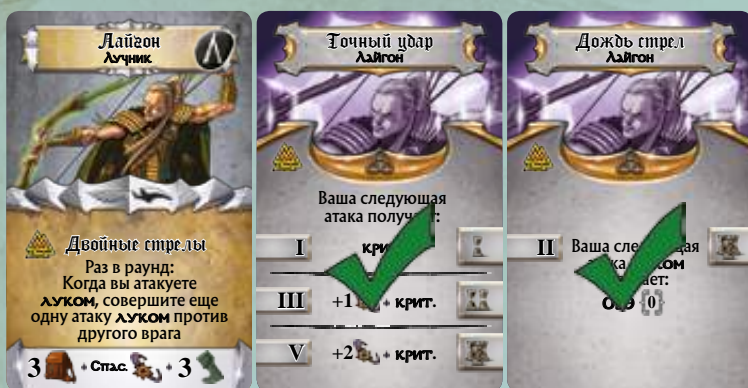 Лайгон
Лучник
Двойные стрелы
Раз в раунд:
Когда вы атакуете
луком, совершите еще
одну атаку луком против
другого врага
3 + Спас. + 3
Точный удар
Лайгон
Ваша следующая
атака
I
III +1 + крит.
V +2 + крит.
Дождь стрел
Лайгон
II Ваша
луком
{0}